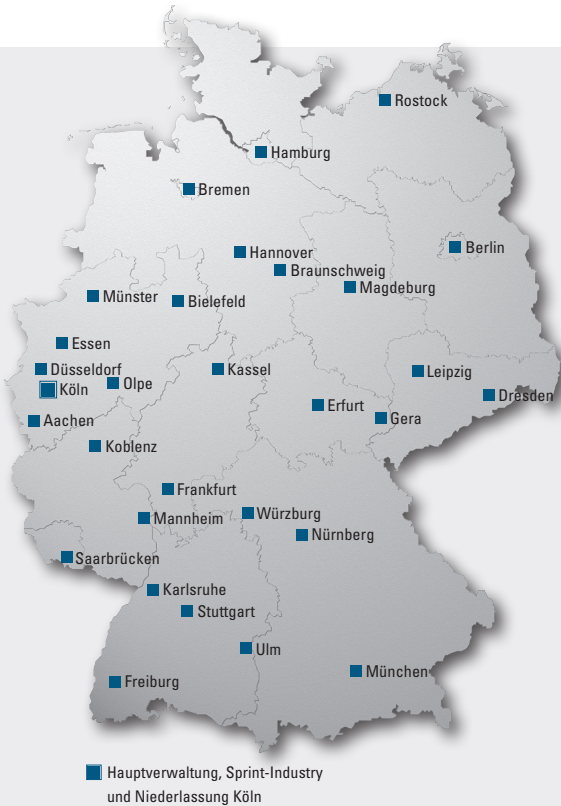 Rostock
Hamburg
Bremen
Hannover
Berlin
Braunschweig
Magdeburg
Münster
Bielefeld
Essen
Düsseldorf
Kassel
Leipzig
Olpe
Köln
Dresden
Erfurt
Gera
Aachen
Koblenz
Frankfurt
Würzburg
Mannheim
Nürnberg
Saarbrücken
Karlsruhe
Stuttgart
Ulm
München
Freiburg
Hauptverwaltung, Sprint-Industry
und Niederlassung Köln